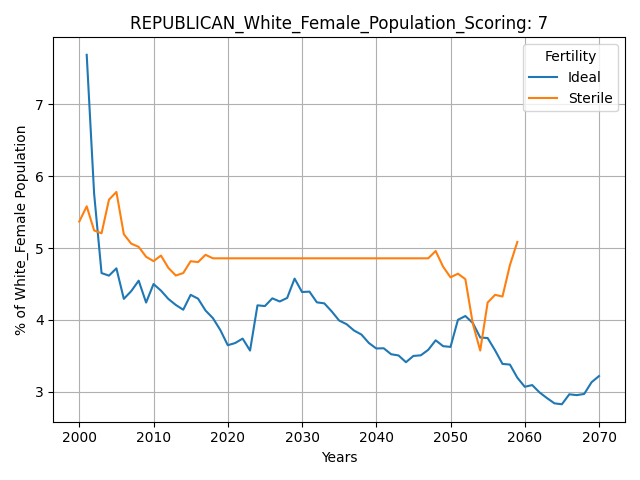 REPUBLICAN_White_Female_Population_Scoring: 7
Fertility
Ideal
Sterile
% of White_Female Population
7
6
5
4
3
2000 2010 2020 2030 2040 2050 2060 2070
Years